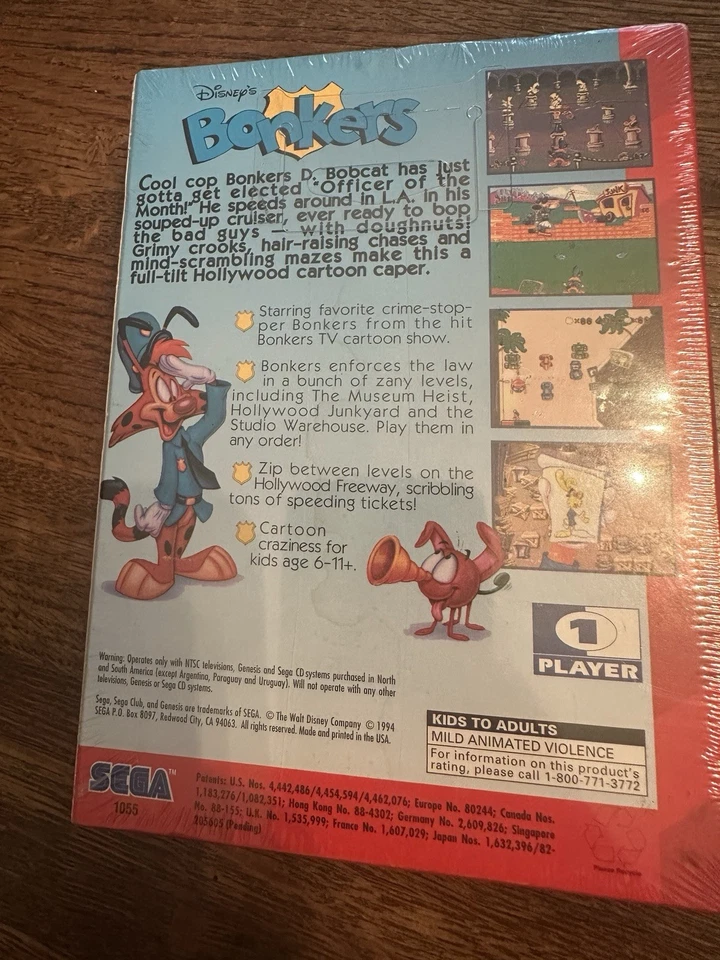 Disney's
Bonkers
Cool cop Bonkers D. Bobcat has just
gotta get elected "Officer of the
Month!" He speeds around in L.A. in his
souped-up cruiser, ever ready to bop
the bad guys — with doughnuts!
Grimy crooks, hair-raising chases and
mind-scrambling mazes make this a
full-tilt Hollywood cartoon caper.
Starring favorite crime-stop-
per Bonkers from the hit
Bonkers TV cartoon show.
Bonkers enforces the law
in a bunch of zany levels,
including The Museum Heist,
Hollywood Junkyard and the
Studio Warehouse. Play them in
any order!
Zip between levels on the
Hollywood Freeway, scribbling
tons of speeding tickets!
Cartoon
craziness for
kids age 6-11+.
1
PLAYER
Warning: Operates only with NTSC televisions, Genesis and Sega CD systems purchased in North
and South America (except Argentina, Paraguay and Uruguay). Will not operate with any other
televisions, Genesis or Sega CD systems.
Sega, Sega Club, and Genesis are trademarks of SEGA. © The Walt Disney Company © 1994
SEGA P.O. Box 8097, Redwood City, CA 94063. All rights reserved. Made and printed in the USA.
KIDS TO ADULTS
MILD ANIMATED VIOLENCE
For information on this product's
rating, please call 1-800-771-3772
SEGA™
1055
Patents: U.S. Nos. 4,442,486/4,454,594/4,462,076; Europe No. 80244; Canada Nos.
1,183,276/1,082,351; Hong Kong No. 88-4302; Germany No. 2,609,826; Singapore
No. 88-155; U.K. No. 1,535,999; France No. 1,607,029; Japan Nos. 1,632,396/82-
205605 (Pending)
Please Recycle